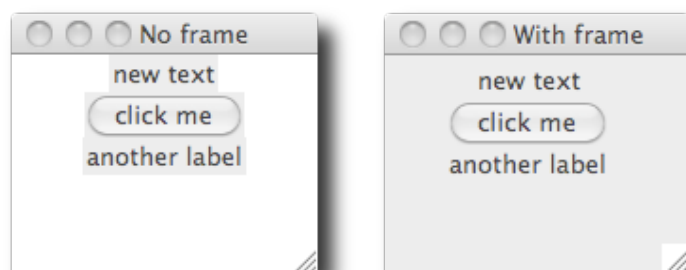 No frame
new text
click me
another label
With frame
new text
click me
another label